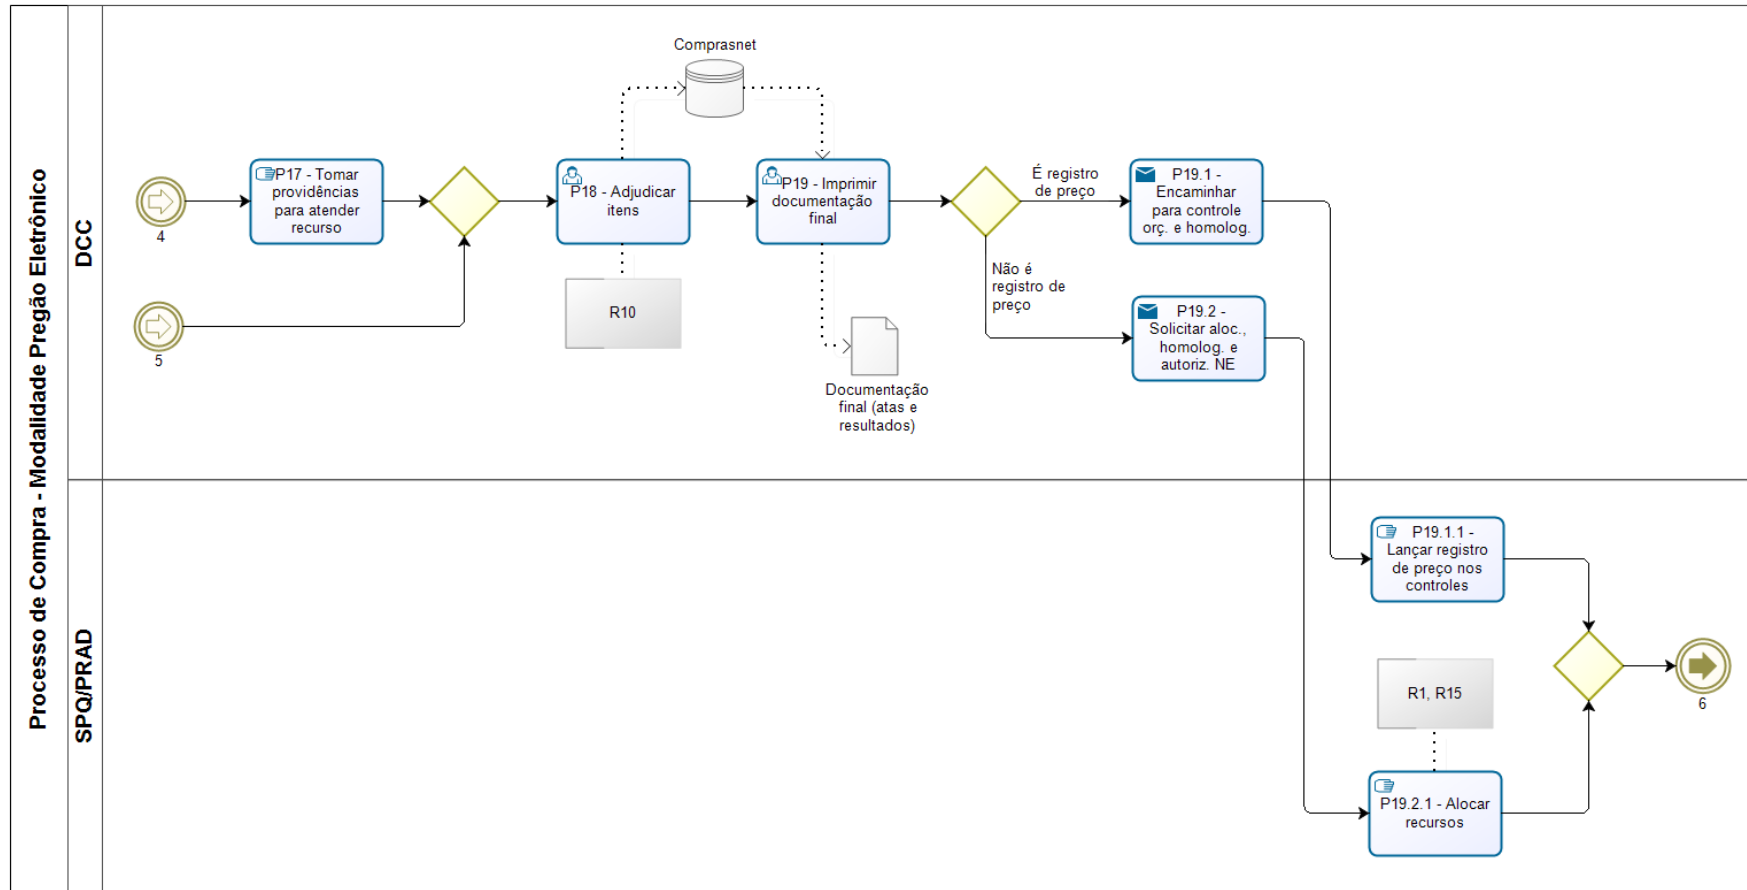 Processo de Compra - Modalidade Pregão Eletrônico
DCC
Comprasnet
4
P17 - Tomar
providências
para atender
recurso
5
P18 - Adjudicar
itens
R10
P19 - Imprimir
documentação
final
Documentação
final (atas e
resultados)
É registro
de preço
Não é
registro de
preço
P19.1 -
Encaminhar
para controle
orç. e homolog.
P19.2 -
Solicitar aloc.,
homolog. e
autoriz. NE
SPQ/PRAD
P19.1.1 -
Lançar registro
de preço nos
controles
R1, R15
P19.2.1 - Alocar
recursos
6